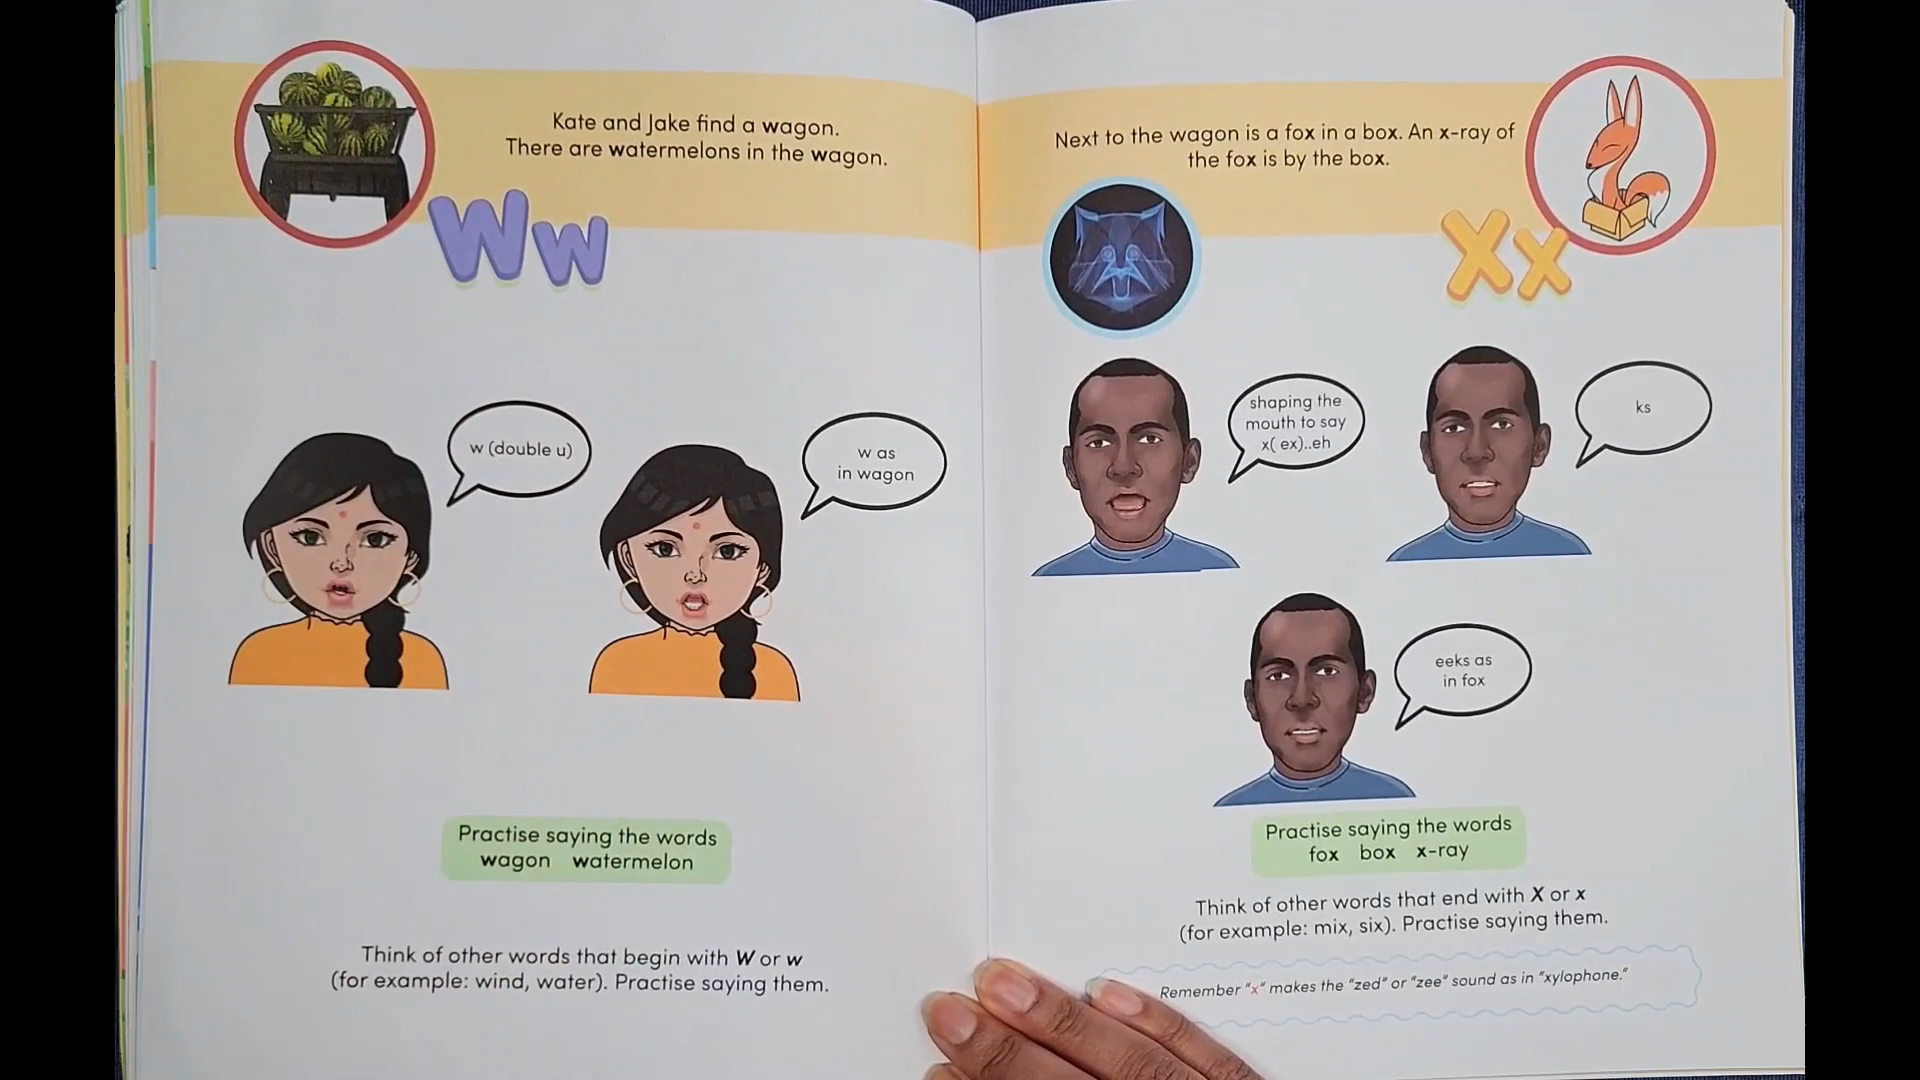 Kate and Jake find a wagon.
There are watermelons in the wagon.
Ww
w (double u)
w as
in wagon
Practise saying the words
wagon watermelon
Think of other words that begin with W or w
(for example: wind, water). Practise saying them.
Next to the wagon is a fox in a box. An x-ray of
the fox is by the box.
Xx
shaping the
mouth to say
x( ex)..eh
ks
eeks as
in fox
Practise saying the words
fox box x-ray
Think of other words that end with X or x
(for example: mix, six). Practise saying them.
Remember "x" makes the "zed" or "zee" sound as in "xylophone."